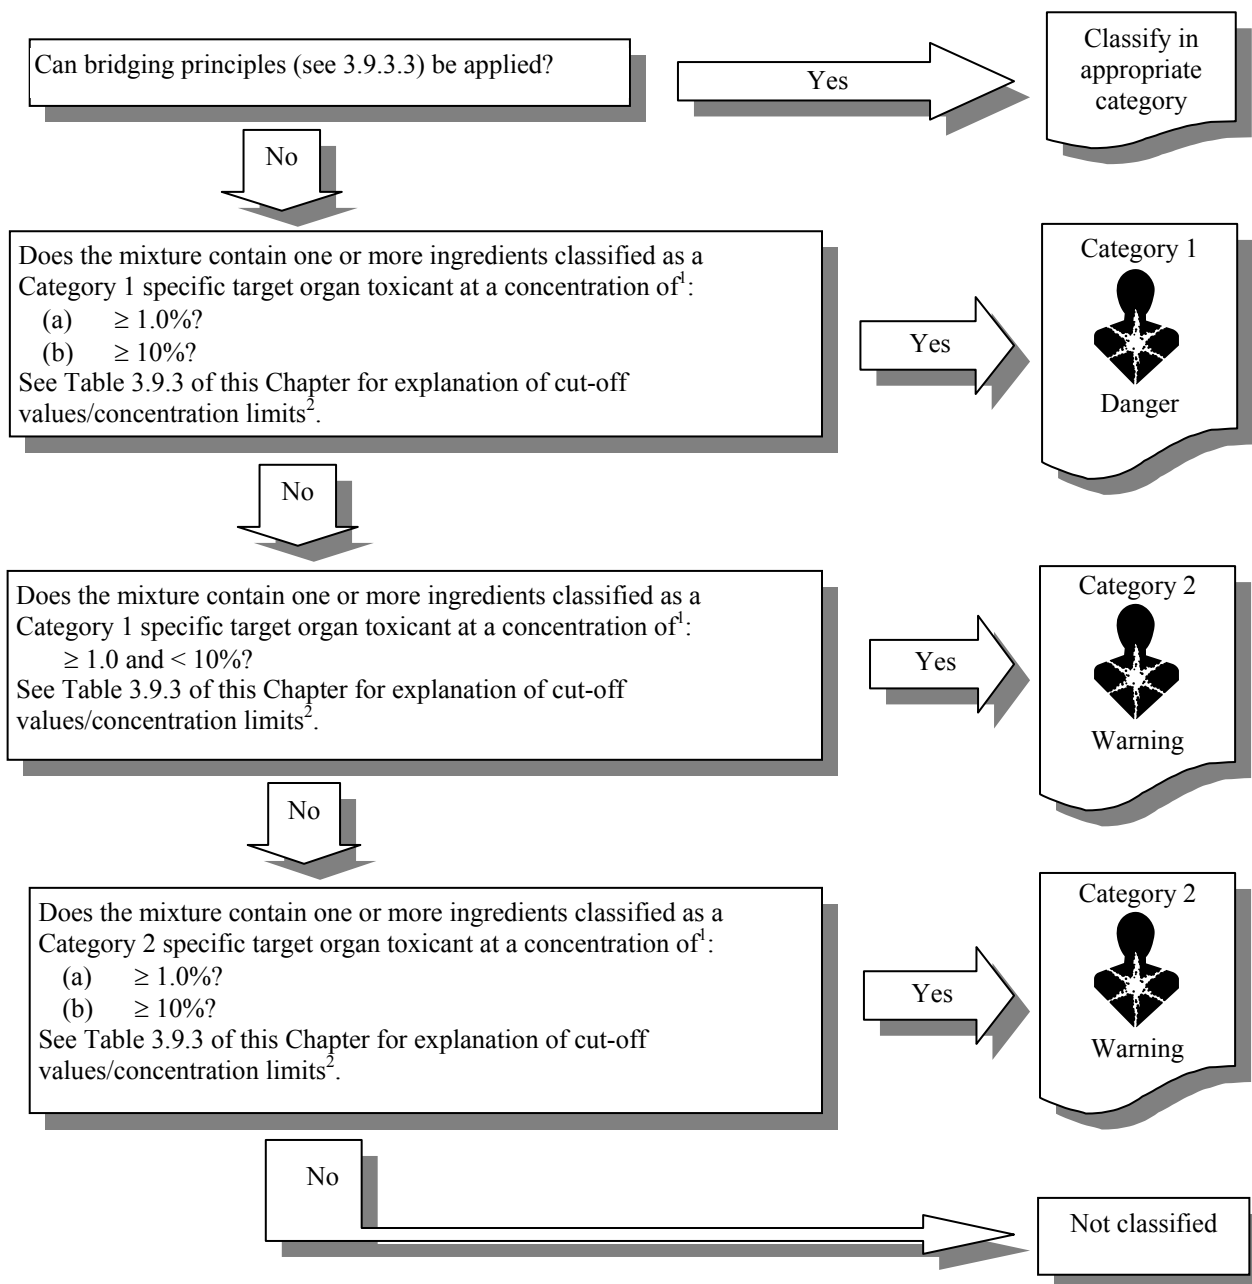 Can bridging principles (see 3.9.3.3) be applied?
Yes
Classify in
appropriate
category
No
Does the mixture contain one or more ingredients classified as a
Category 1 specific target organ toxicant at a concentration of¹:
(a) ≥ 1.0%?
(b) ≥ 10%?
See Table 3.9.3 of this Chapter for explanation of cut-off
values/concentration limits².
Yes
Category 1
Danger
No
Does the mixture contain one or more ingredients classified as a
Category 1 specific target organ toxicant at a concentration of¹:
≥ 1.0 and < 10%?
See Table 3.9.3 of this Chapter for explanation of cut-off
values/concentration limits².
Yes
Category 2
Warning
No
Does the mixture contain one or more ingredients classified as a
Category 2 specific target organ toxicant at a concentration of¹:
(a) ≥ 1.0%?
(b) ≥ 10%?
See Table 3.9.3 of this Chapter for explanation of cut-off
values/concentration limits².
Yes
Category 2
Warning
No
Not classified